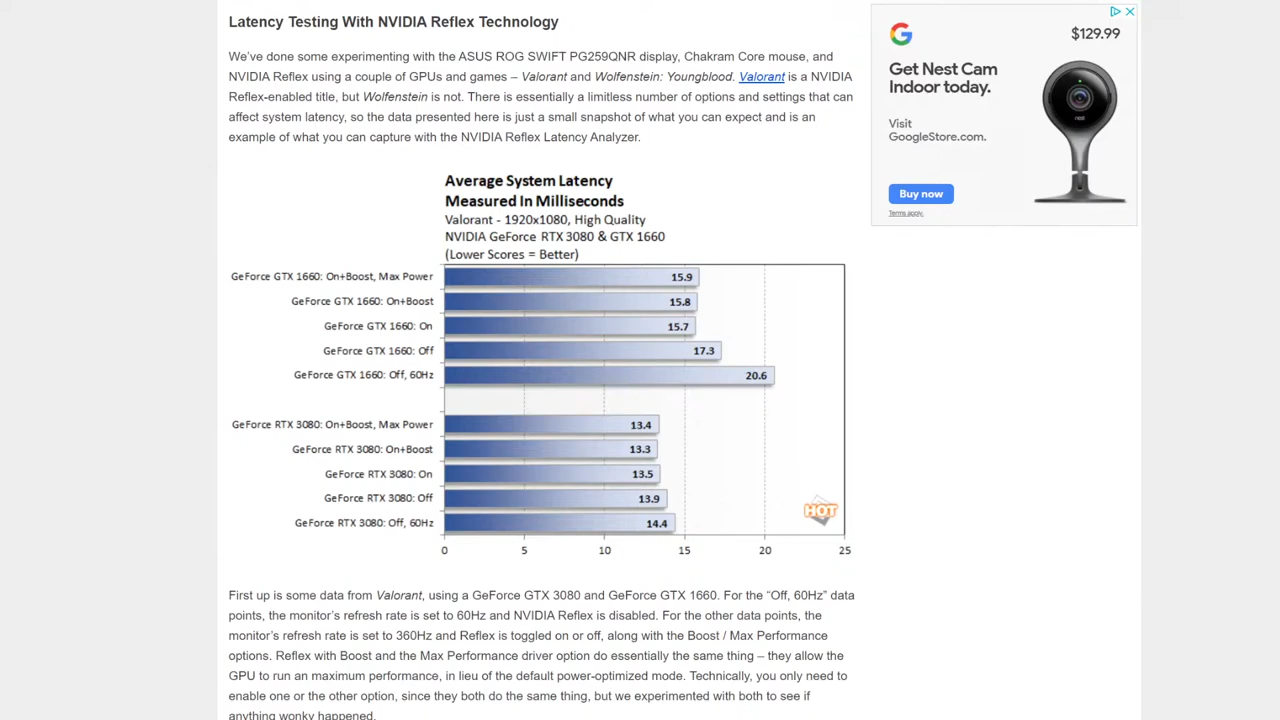 Latency Testing With NVIDIA Reflex Technology
We've done some experimenting with the ASUS ROG SWIFT PG259QNR display, Chakram Core mouse, and
NVIDIA Reflex using a couple of GPUs and games – Valorant and Wolfenstein: Youngblood. Valorant is a NVIDIA
Reflex-enabled title, but Wolfenstein is not. There is essentially a limitless number of options and settings that can
affect system latency, so the data presented here is just a small snapshot of what you can expect and is an
example of what you can capture with the NVIDIA Reflex Latency Analyzer.
Average System Latency
Measured In Milliseconds
Valorant - 1920x1080, High Quality
NVIDIA GeForce RTX 3080 & GTX 1660
(Lower Scores = Better)
GeForce GTX 1660: On+Boost, Max Power 15.9
GeForce GTX 1660: On+Boost 15.8
GeForce GTX 1660: On 15.7
GeForce GTX 1660: Off 17.3
GeForce GTX 1660: Off, 60Hz 20.6
GeForce RTX 3080: On+Boost, Max Power 13.4
GeForce RTX 3080: On+Boost 13.3
GeForce RTX 3080: On 13.5
GeForce RTX 3080: Off 13.9
GeForce RTX 3080: Off, 60Hz 14.4
HOT
0 5 10 15 20 25
First up is some data from Valorant, using a GeForce GTX 3080 and GeForce GTX 1660. For the “Off, 60Hz” data
points, the monitor's refresh rate is set to 60Hz and NVIDIA Reflex is disabled. For the other data points, the
monitor's refresh rate is set to 360Hz and Reflex is toggled on or off, along with the Boost / Max Performance
options. Reflex with Boost and the Max Performance driver option do essentially the same thing – they allow the
GPU to run an maximum performance, in lieu of the default power-optimized mode. Technically, you only need to
enable one or the other option, since they both do the same thing, but we experimented with both to see if
anything wonky happened.
$129.99
Get Nest Cam
Indoor today.
Visit
GoogleStore.com.
nest
Buy now
Terms apply.